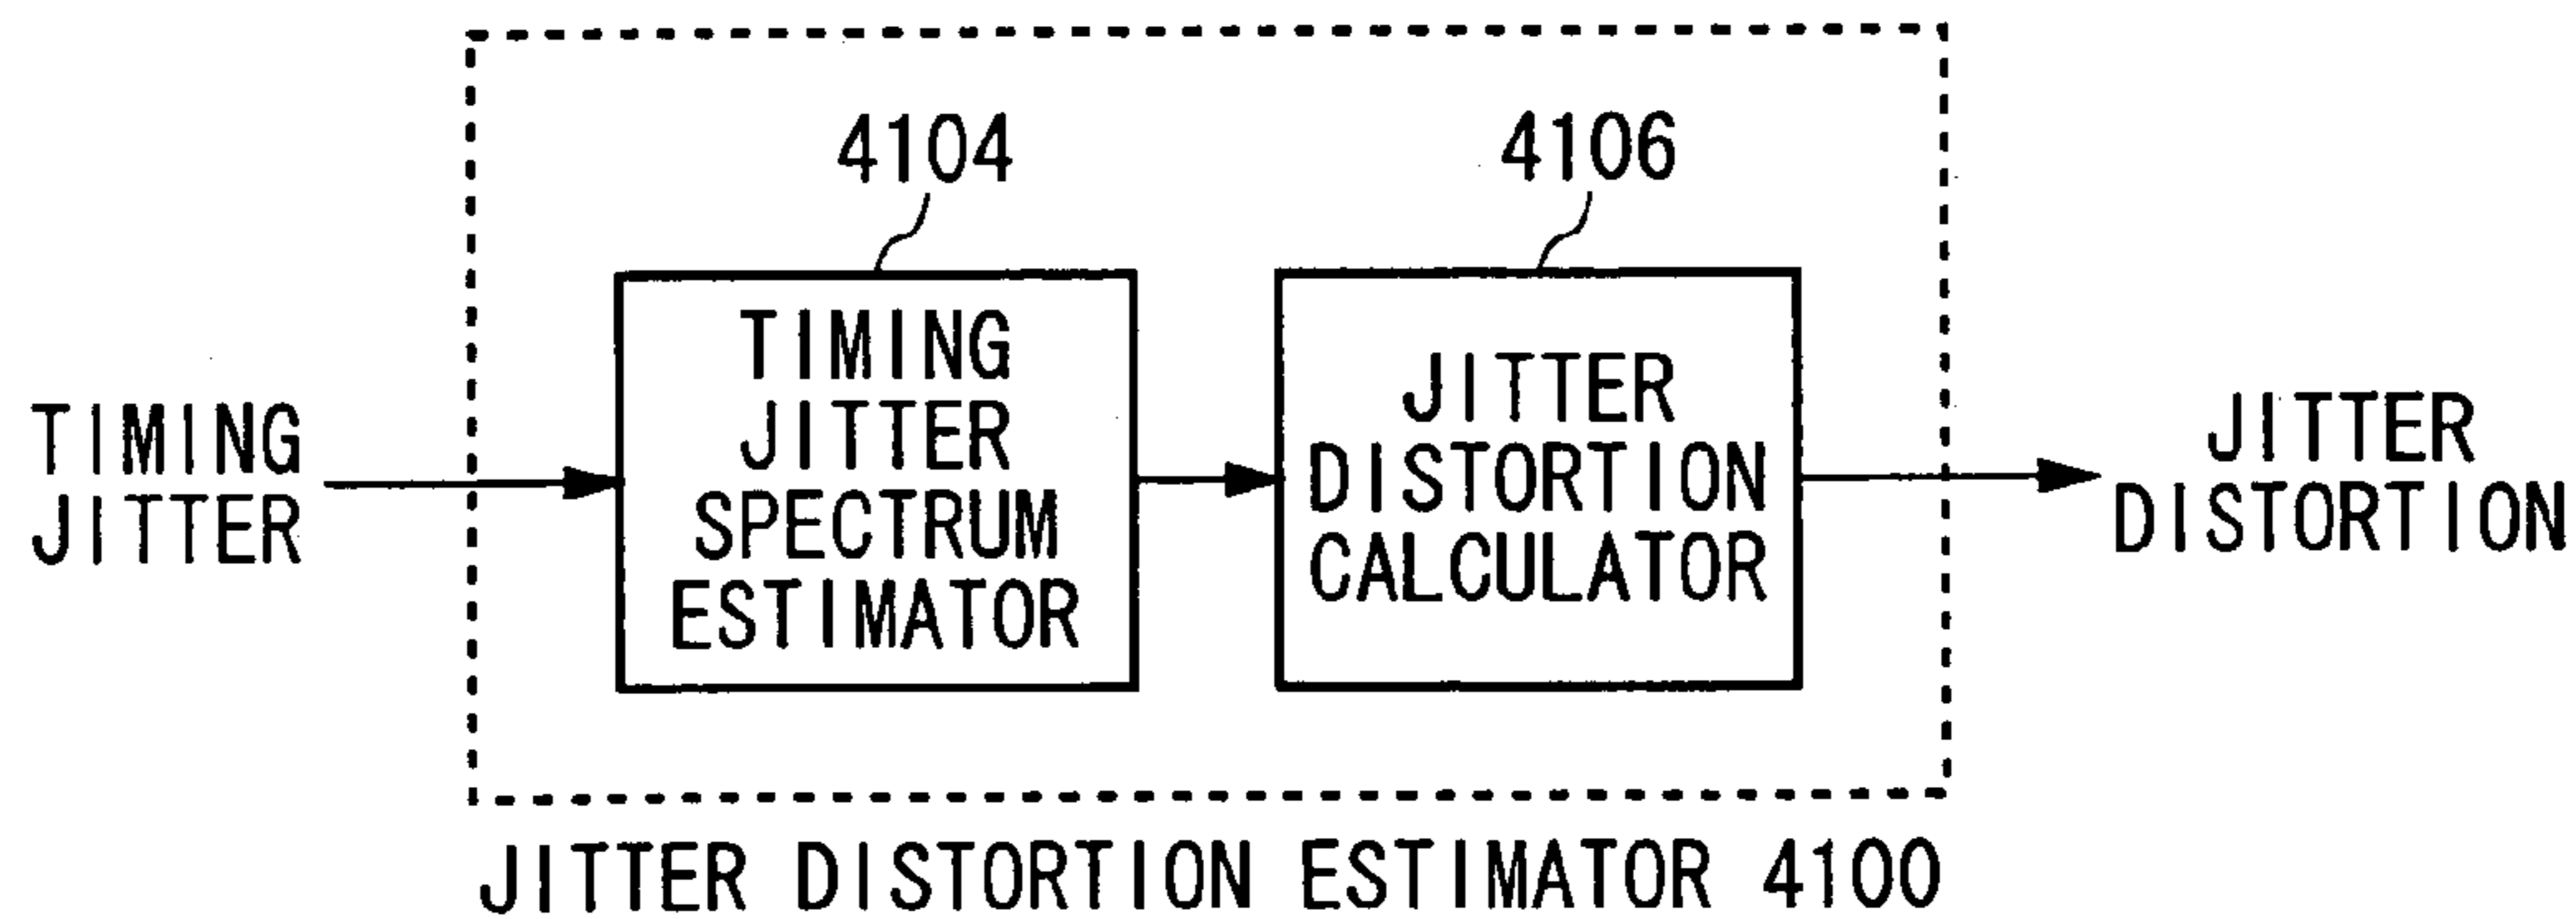 4104
4106
TIMING
JITTER
TIMING
JITTER
SPECTRUM
ESTIMATOR
JITTER
DISTORTION
CALCULATOR
JITTER
DISTORTION
JITTER DISTORTION ESTIMATOR 4100